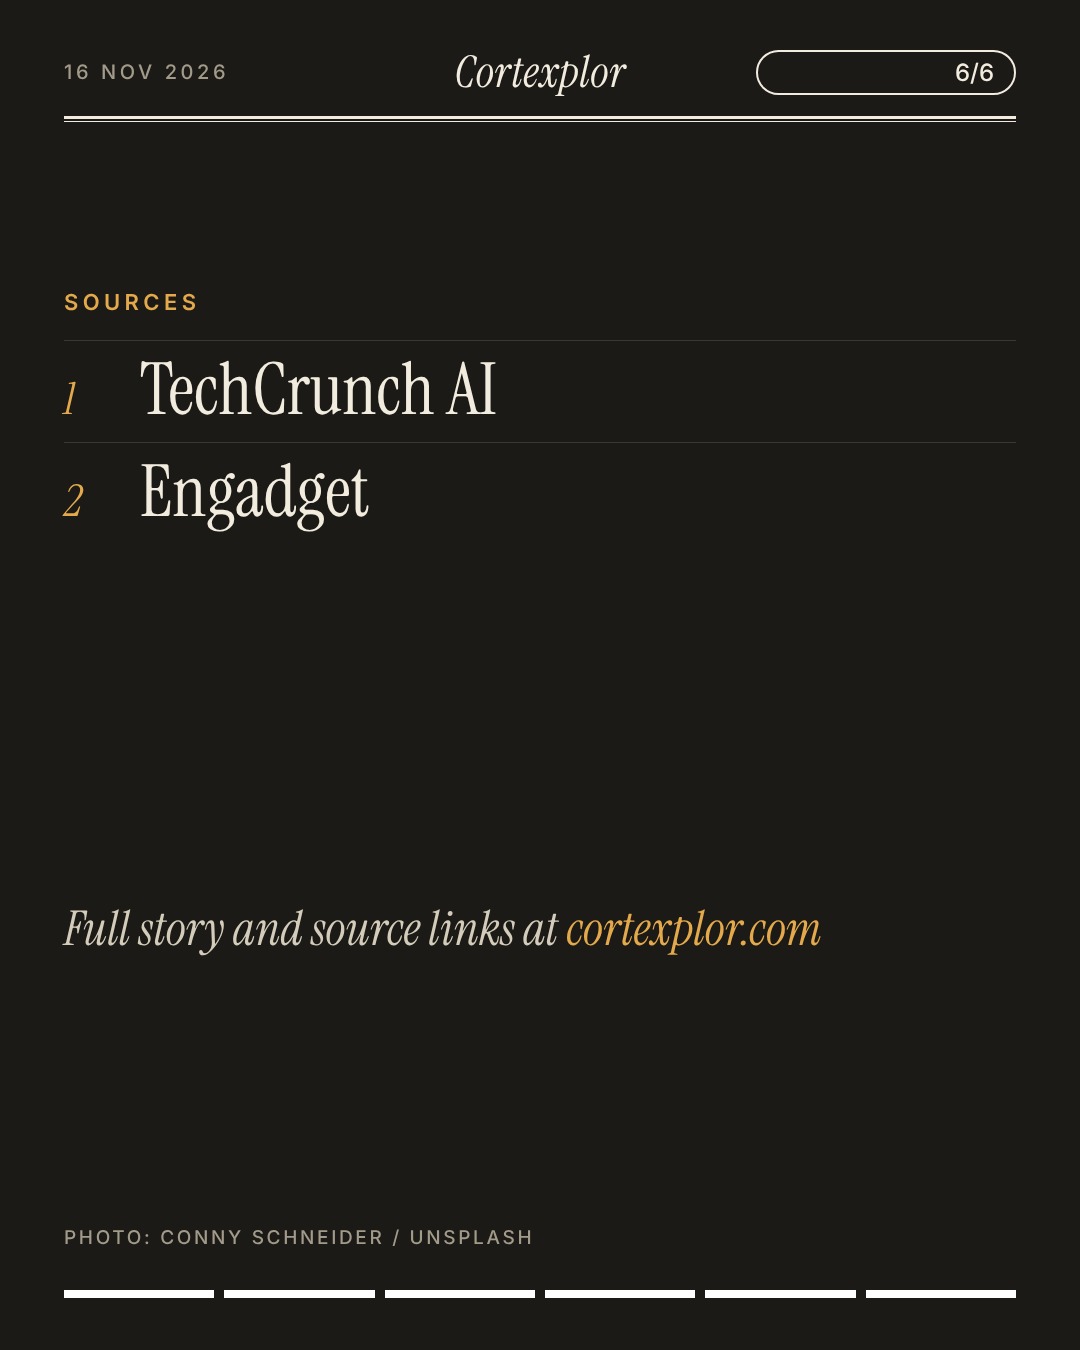 16 NOV 2026
Cortexplor
6/6
SOURCES
1 TechCrunch AI
2 Engadget
Full story and source links at cortexplor.com
PHOTO: CONNY SCHNEIDER / UNSPLASH